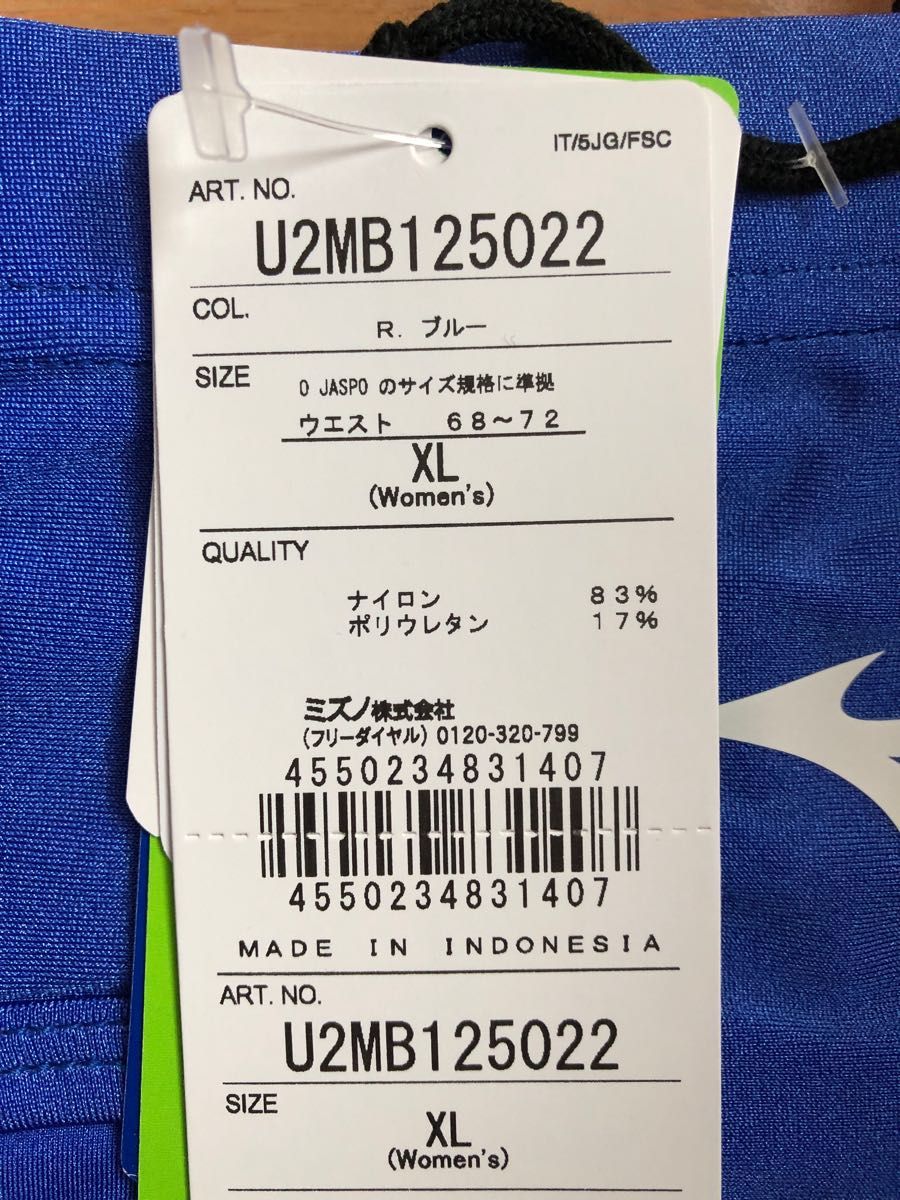 IT/5JG/FSC
ART. NO.
U2MB125022
COL.
R. ブルー
SIZE
O JASPO のサイズ規格に準拠
ウエスト 68～72
XL
(Women's)
QUALITY
ナイロン 83%
ポリウレタン 17%
ミズノ株式会社
(フリーダイヤル) 0120-320-799
4550234831407
4550234831407
MADE IN INDONESIA
ART. NO.
U2MB125022
SIZE
XL
(Women's)